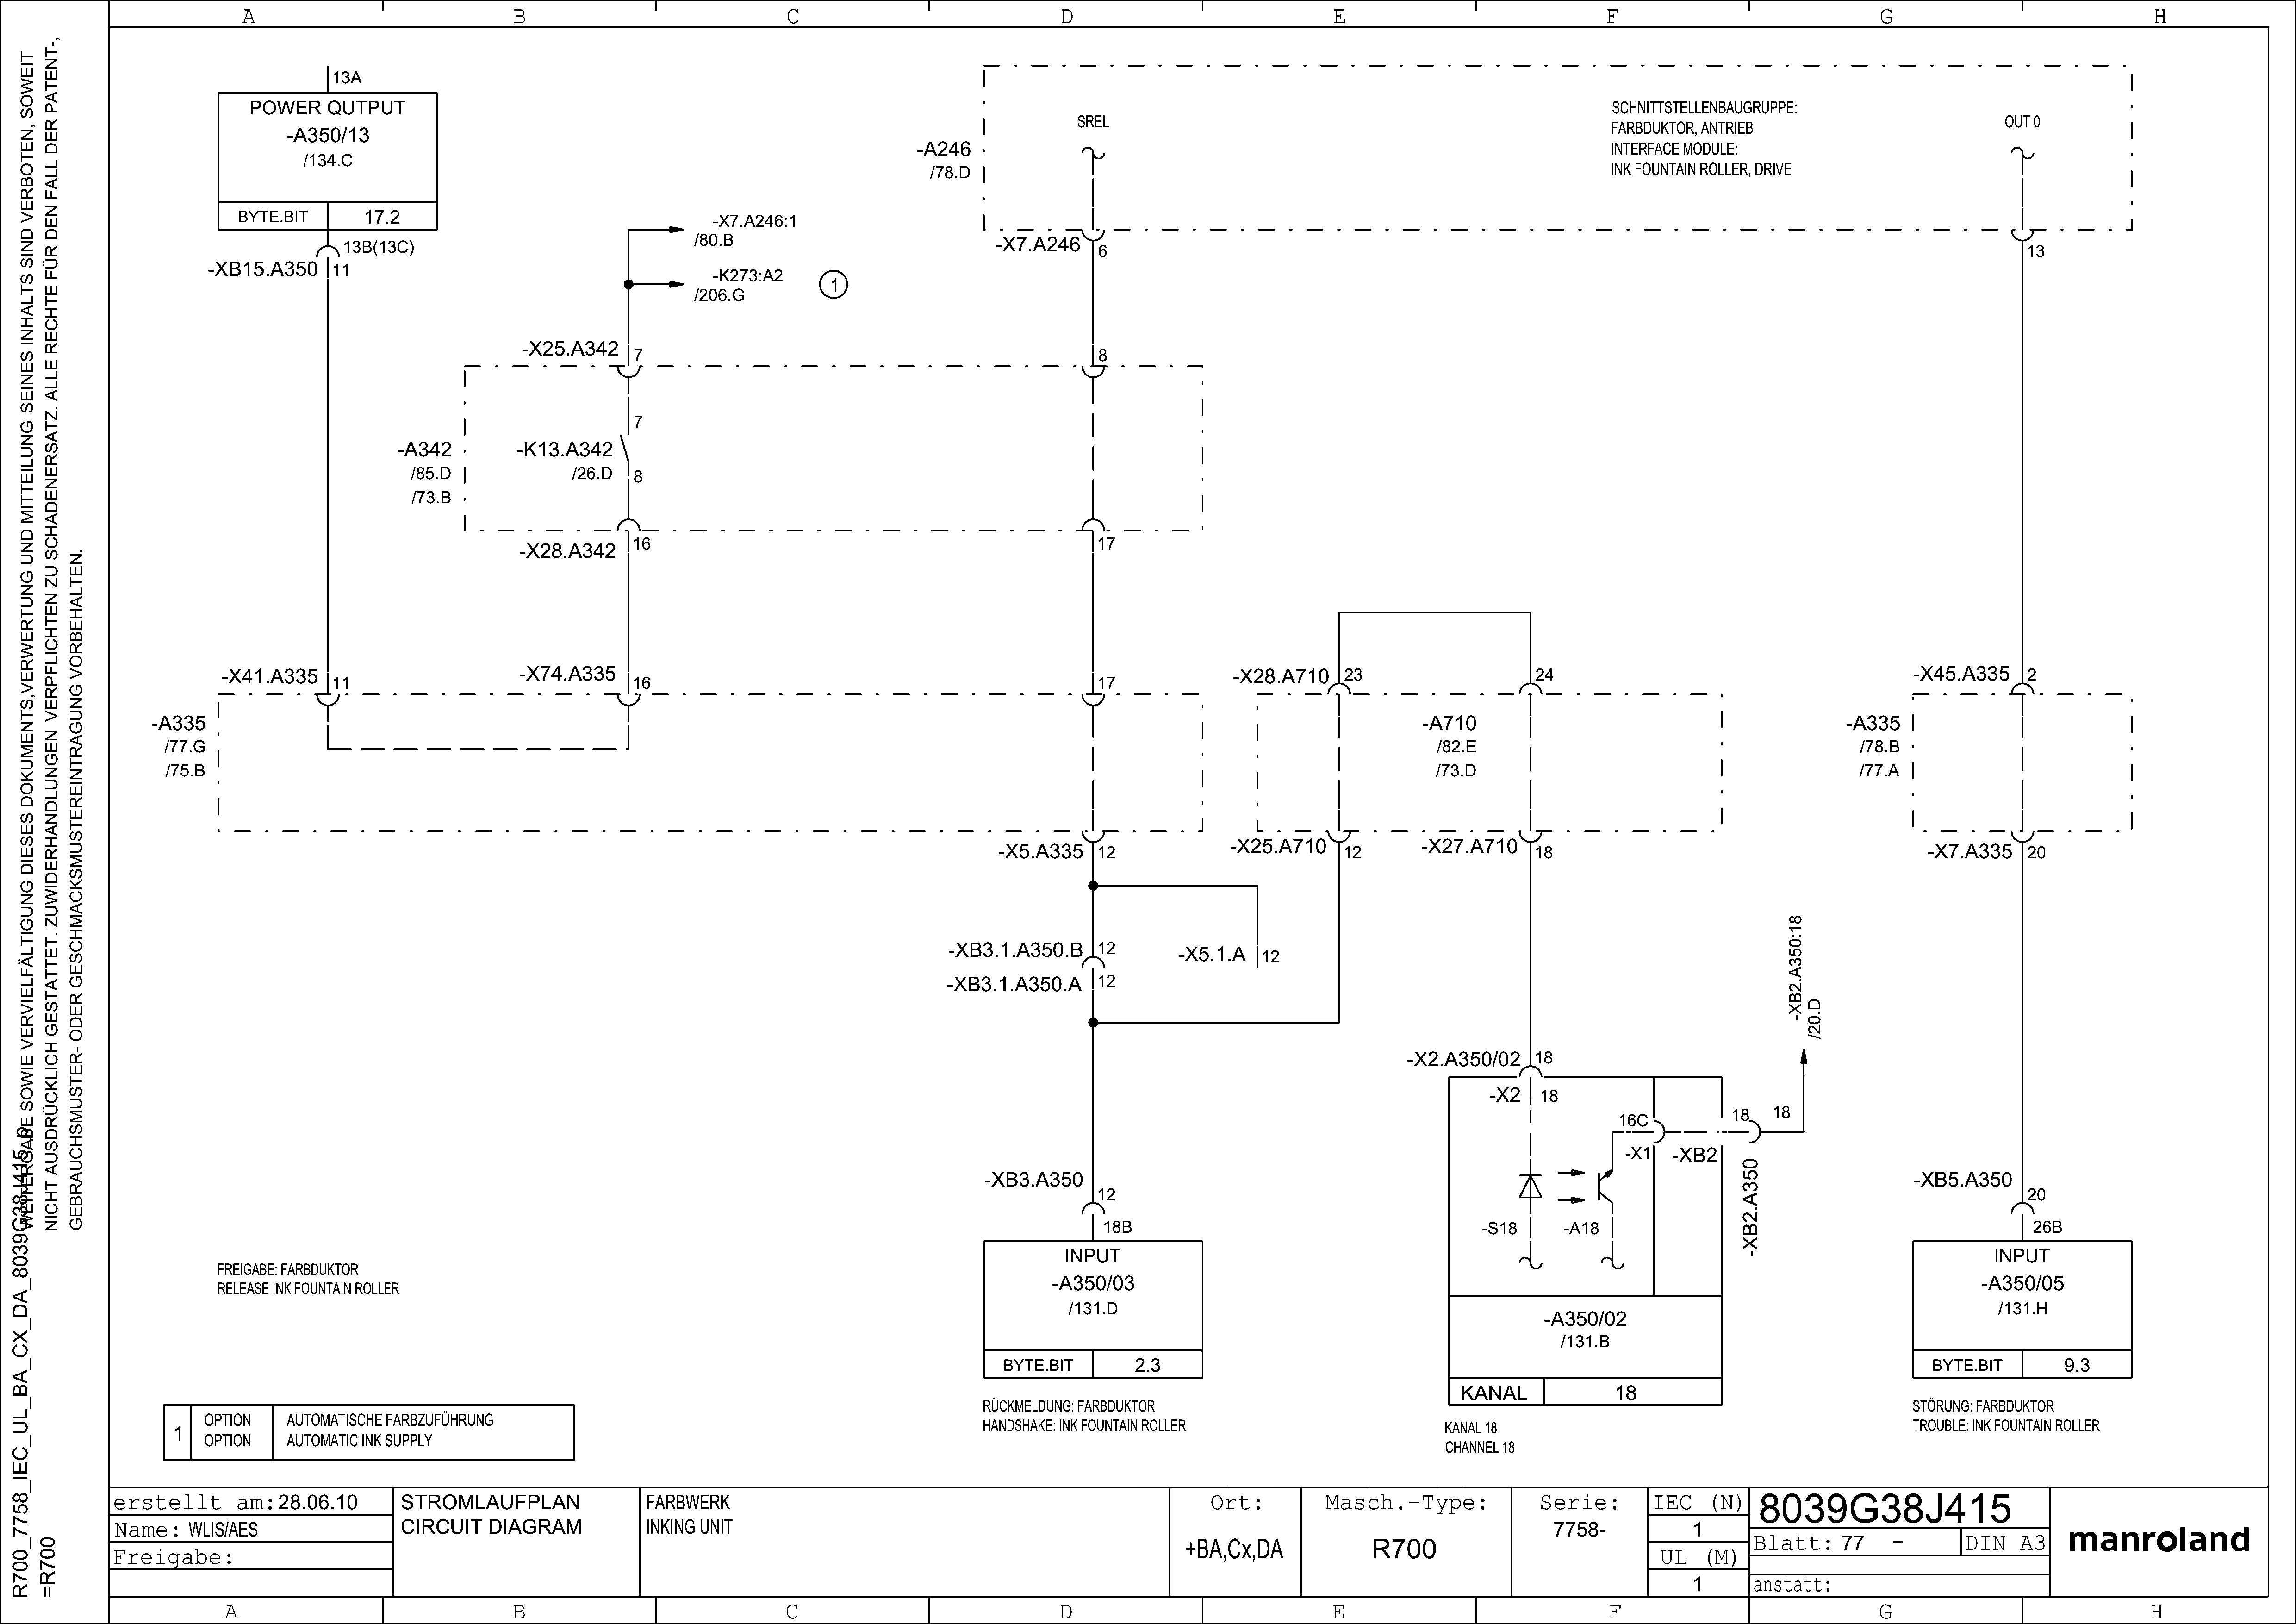 A B C D E F G H
13A
POWER QUTPUT
-A350/13
/134.C
BYTE.BIT 17.2
13B(13C)
-XB15.A350 11
-X7.A246:1
/80.B
-K273:A2
/206.G
1
-A246
/78.D
SREL
SCHNITTSTELLENBAUGRUPPE:
FARBDUKTOR, ANTRIEB
INTERFACE MODULE:
INK FOUNTAIN ROLLER, DRIVE
OUT 0
-X7.A246 6
13
-X25.A342 7
8
-A342
/85.D
/73.B
7
-K13.A342
/26.D
8
-X28.A342 16
17
-X41.A335 11
-X74.A335 16
17
-X28.A710 23
24
-X45.A335 2
-A335
/77.G
/75.B
-A710
/82.E
/73.D
-A335
/78.B
/77.A
-X5.A335 12
-X25.A710 12
-X27.A710 18
-X7.A335 20
-XB3.1.A350.B 12
-XB3.1.A350.A 12
-X5.1.A 12
-XB2.A350:18
/20.D
-X2.A350/02 18
-X2 18
16C
-X1
-XB2
18
18
-XB2.A350
-S18
-A18
-A350/02
/131.B
KANAL 18
KANAL 18
CHANNEL 18
-XB3.A350 12
18B
INPUT
-A350/03
/131.D
BYTE.BIT 2.3
RÜCKMELDUNG: FARBDUKTOR
HANDSHAKE: INK FOUNTAIN ROLLER
-XB5.A350 20
26B
INPUT
-A350/05
/131.H
BYTE.BIT 9.3
STÖRUNG: FARBDUKTOR
TROUBLE: INK FOUNTAIN ROLLER
FREIGABE: FARBDUKTOR
RELEASE INK FOUNTAIN ROLLER
1
OPTION AUTOMATISCHE FARBZUFÜHRUNG
OPTION AUTOMATIC INK SUPPLY
WEITERGABE SOWIE VERVIELFÄLTIGUNG DIESES DOKUMENTS,VERWERTUNG UND MITTEILUNG SEINES INHALTS SIND VERBOTEN, SOWEIT
NICHT AUSDRÜCKLICH GESTATTET. ZUWIDERHANDLUNGEN VERPFLICHTEN ZU SCHADENERSATZ. ALLE RECHTE FÜR DEN FALL DER PATENT-,
GEBRAUCHSMUSTER- ODER GESCHMACKSMUSTEREINTRAGUNG VORBEHALTEN.
R700_7758_IEC_UL_BA_CX_DA_8039G38J415_p
=R700
erstellt am: 28.06.10
Name: WLIS/AES
Freigabe:
STROMLAUFPLAN
CIRCUIT DIAGRAM
FARBWERK
INKING UNIT
Ort:
+BA,Cx,DA
Masch.-Type:
R700
Serie:
7758-
IEC (N)
1
UL (M)
1
8039G38J415
Blatt: 77 -
DIN A3
anstatt:
manroland
A B C D E F G H